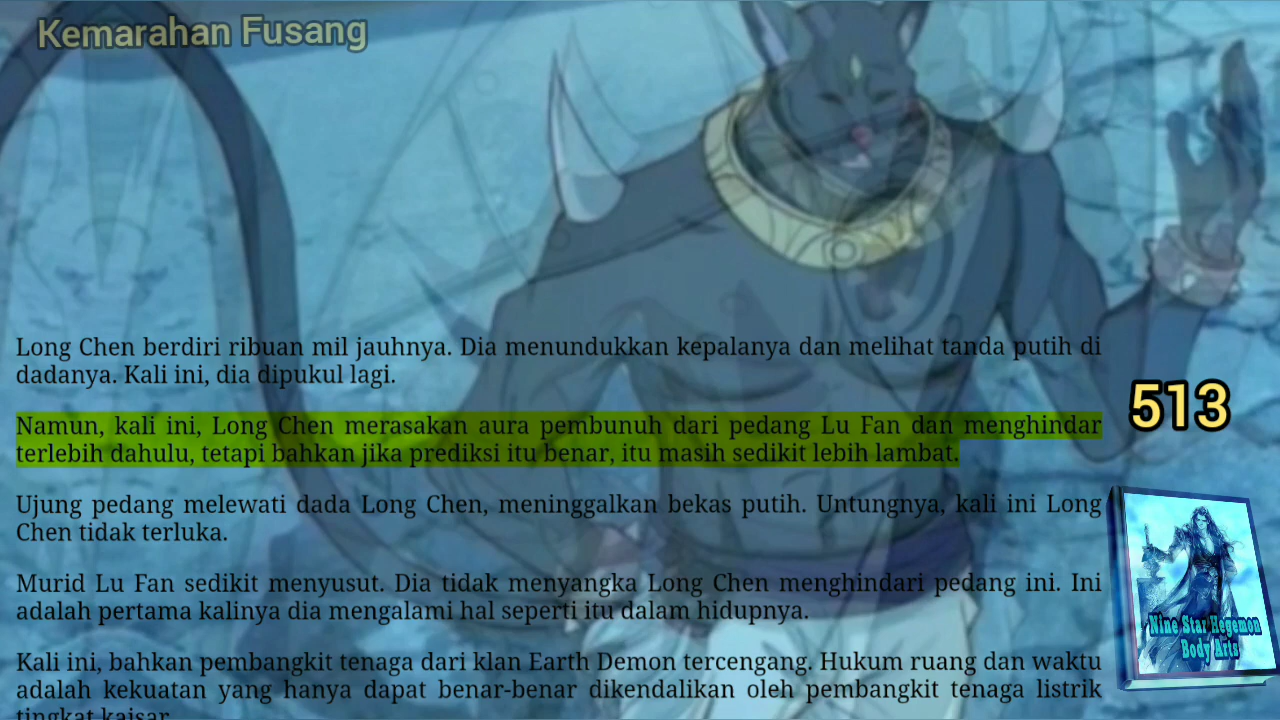 Kemarahan Fusang
Long Chen berdiri ribuan mil jauhnya. Dia menundukkan kepalanya dan melihat tanda putih di
dadanya. Kali ini, dia dipukul lagi.
Namun, kali ini, Long Chen merasakan aura pembunuh dari pedang Lu Fan dan menghindar
terlebih dahulu, tetapi bahkan jika prediksi itu benar, itu masih sedikit lebih lambat.
513
Ujung pedang melewati dada Long Chen, meninggalkan bekas putih. Untungnya, kali ini Long
Chen tidak terluka.
Murid Lu Fan sedikit menyusut. Dia tidak menyangka Long Chen menghindari pedang ini. Ini
adalah pertama kalinya dia mengalami hal seperti itu dalam hidupnya.
Nine Star Hegemon
Body Arts
Kali ini, bahkan pembangkit tenaga dari klan Earth Demon tercengang. Hukum ruang dan waktu
adalah kekuatan yang hanya dapat benar-benar dikendalikan oleh pembangkit tenaga listrik
tingkat kaisar.